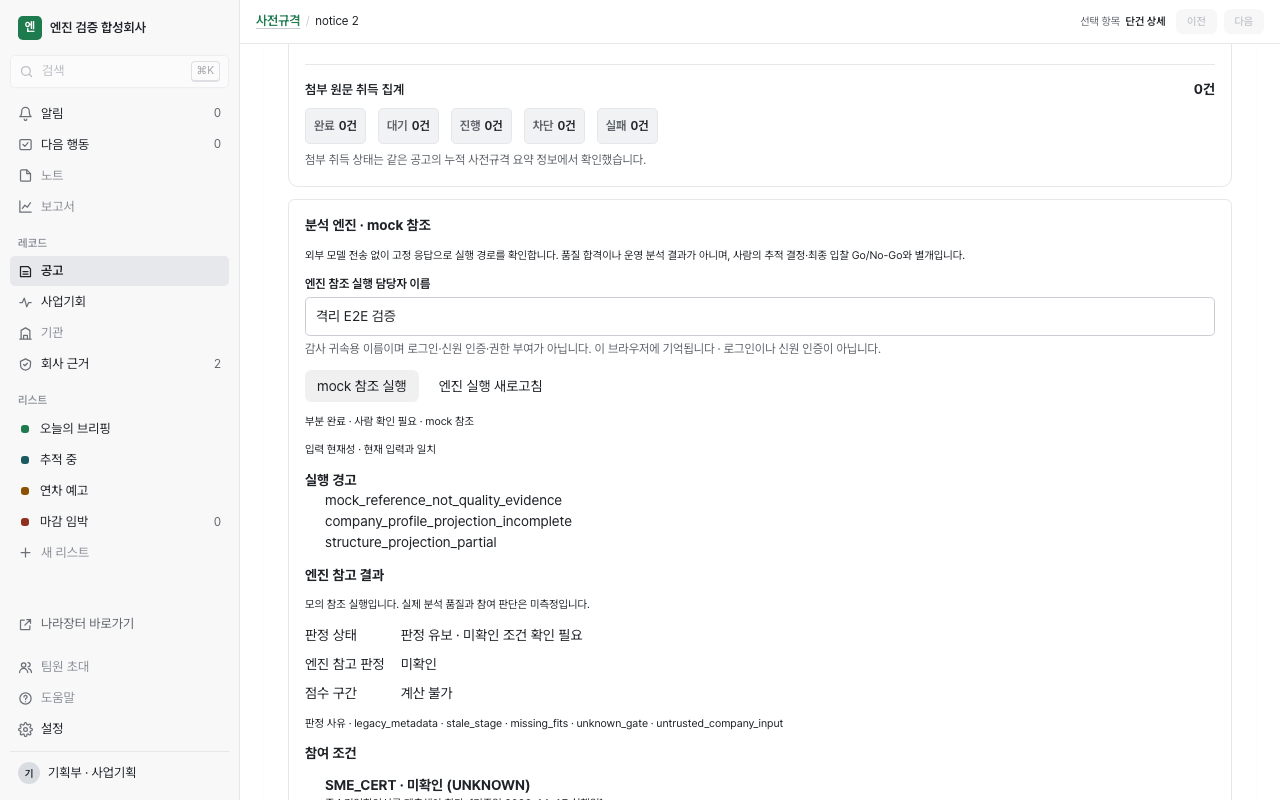 엔 엔진 검증 합성회사
검색 ⌘K
알림 0
다음 행동 0
노트
보고서
레코드
공고
사업기회
기관
회사 근거 2
리스트
오늘의 브리핑
추적 중
연차 예고
마감 임박 0
새 리스트
나라장터 바로가기
팀원 초대
도움말
설정
기 기획부 · 사업기획
사전규격 / notice 2
선택 항목 단건 상세 이전 다음
첨부 원문 취득 집계 0건
완료 0건 대기 0건 진행 0건 차단 0건 실패 0건
첨부 취득 상태는 같은 공고의 누적 사전규격 요약 정보에서 확인했습니다.
분석 엔진 · mock 참조
외부 모델 전송 없이 고정 응답으로 실행 경로를 확인합니다. 품질 합격이나 운영 분석 결과가 아니며, 사람의 추적 결정·최종 입찰 Go/No-Go와 별개입니다.
엔진 참조 실행 담당자 이름
격리 E2E 검증
감사 귀속용 이름이며 로그인·신원 인증·권한 부여가 아닙니다. 이 브라우저에 기억됩니다 · 로그인이나 신원 인증이 아닙니다.
mock 참조 실행 엔진 실행 새로고침
부분 완료 · 사람 확인 필요 · mock 참조
입력 현재성 · 현재 입력과 일치
실행 경고
mock_reference_not_quality_evidence
company_profile_projection_incomplete
structure_projection_partial
엔진 참고 결과
모의 참조 실행입니다. 실제 분석 품질과 참여 판단은 미측정입니다.
판정 상태 판정 유보 · 미확인 조건 확인 필요
엔진 참고 판정 미확인
점수 구간 계산 불가
판정 사유 · legacy_metadata · stale_stage · missing_fits · unknown_gate · untrusted_company_input
참여 조건
SME_CERT · 미확인 (UNKNOWN)